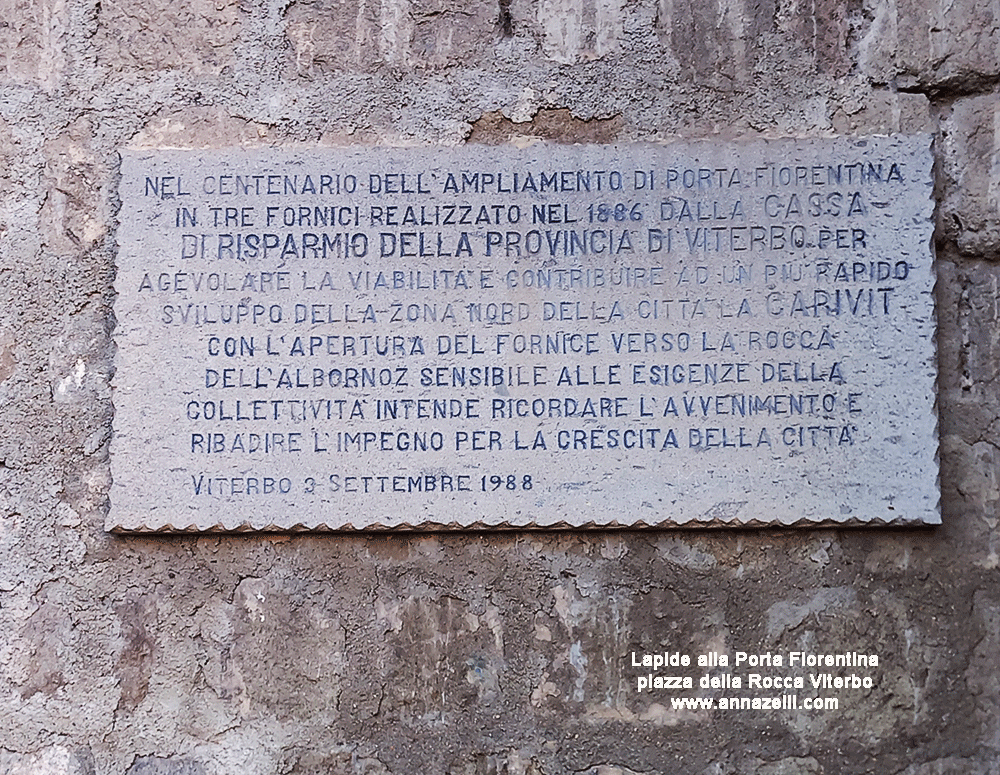 NEL CENTENARIO DELL'AMPLIAMENTO DI PORTA FIORENTINA
IN TRE FORNICI REALIZZATO NEL 1886 DALLA CASSA
DI RISPARMIO DELLA PROVINCIA DI VITERBO PER
AGEVOLARE LA VIABILITA E CONTRIBUIRE AD UN PIU RAPIDO
SVILUPPO DELLA ZONA NORD DELLA CITTA LA CARIVIT
CON L'APERTURA DEL FORNICE VERSO LA ROCCA
DELL'ALBORNOZ SENSIBILE ALLE ESIGENZE DELLA
COLLETTIVITA INTENDE RICORDARE L'AVVENIMENTO E
RIBADIRE L'IMPEGNO PER LA CRESCITA DELLA CITTA'
VITERBO 3 SETTEMBRE 1988
Lapide alla Porta Fiorentina
piazza della Rocca Viterbo
www.annazelli.com